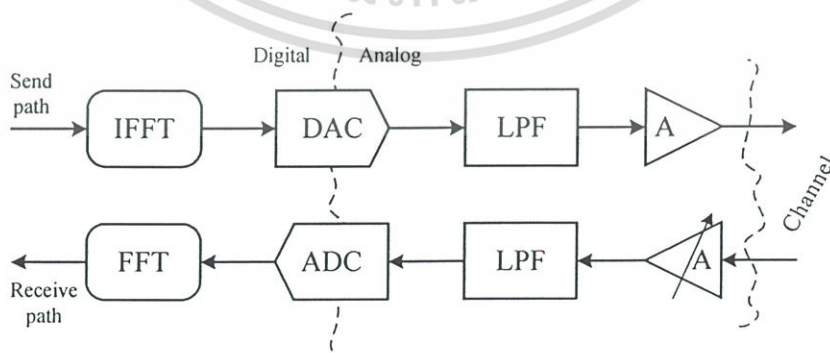 Digital
Analog
Send
path
IFFT
DAC
LPF
A
Channel
FFT
ADC
LPF
A
Receive
path